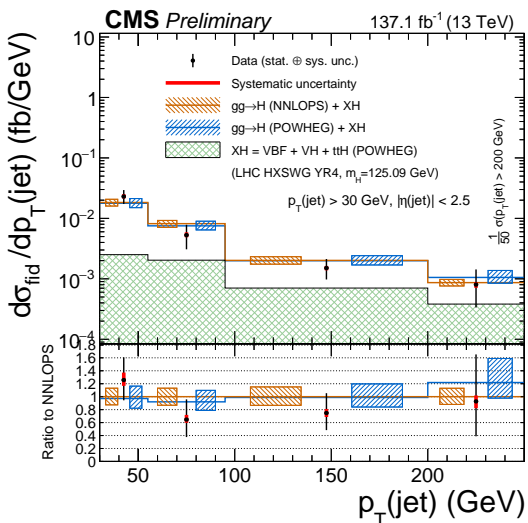 CMS Preliminary 137.1 fb⁻¹ (13 TeV)
dσ_fid/dp_T(jet) (fb/GeV)
10
1
10⁻¹
10⁻²
10⁻³
10⁻⁴
Data (stat. ⊕ sys. unc.)
Systematic uncertainty
gg→H (NNLOPS) + XH
gg→H (POWHEG) + XH
XH = VBF + VH + ttH (POWHEG)
(LHC HXSWG YR4, m_H=125.09 GeV)
p_T(jet) > 30 GeV, |η(jet)| < 2.5
1/50 σ(p_T(jet) > 200 GeV)
Ratio to NNLOPS
1.8
1.6
1.4
1.2
1
0.8
0.6
0.4
0.2
0
50 100 150 200 250
p_T(jet) (GeV)